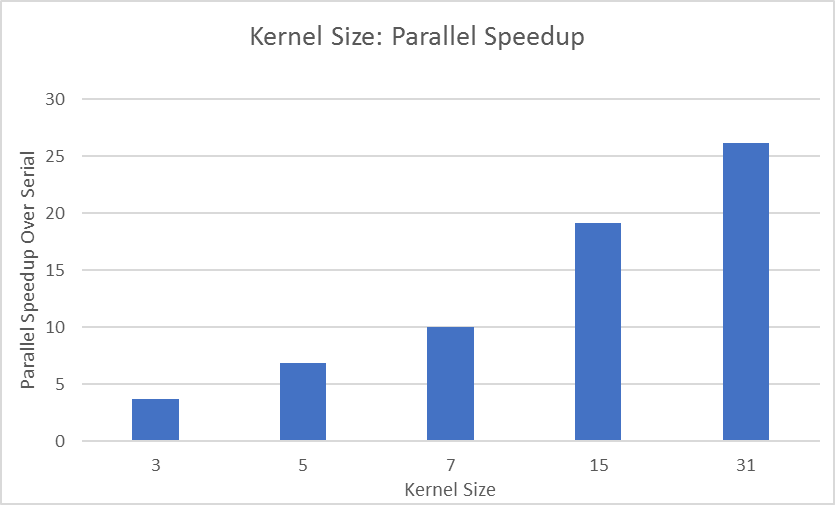 Kernel Size: Parallel Speedup
Parallel Speedup Over Serial
30
25
20
15
10
5
0
3 5 7 15 31
Kernel Size